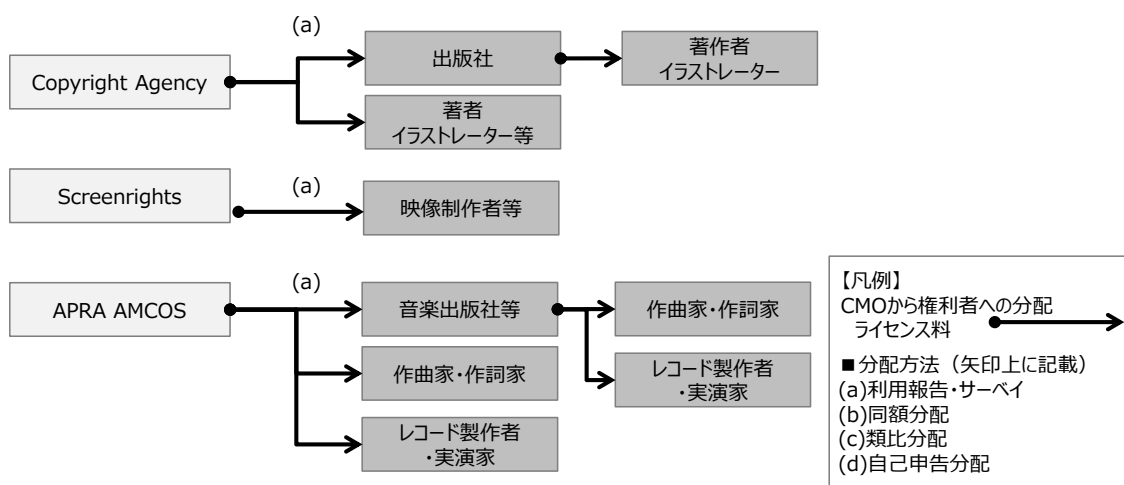 (a)
Copyright Agency
出版社
著作者
イラストレーター
著者
イラストレーター等
Screenrights
(a)
映像制作者等
APRA AMCOS
(a)
音楽出版社等
作曲家・作詞家
作曲家・作詞家
レコード製作者
・実演家
レコード製作者
・実演家
【凡例】
CMOから権利者への分配
ライセンス料
■分配方法（矢印上に記載）
(a)利用報告・サーベイ
(b)同額分配
(c)類比分配
(d)自己申告分配